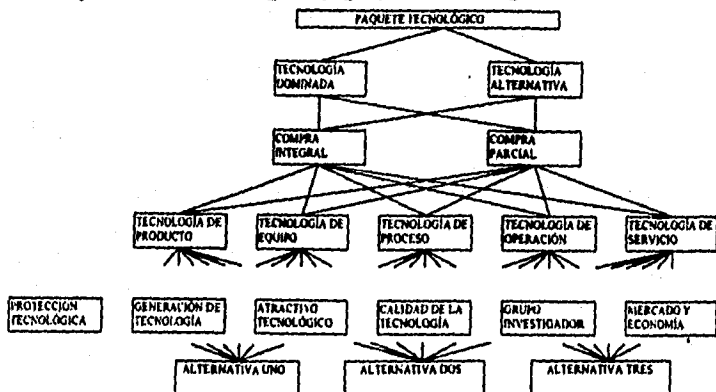 PAQUETE TECNOLÓGICO
TECNOLOGÍA
DOMINADA
TECNOLOGÍA
ALTERNATIVA
COMPRA
INTEGRAL
COMPRA
PARCIAL
TECNOLOGÍA DE
PRODUCTO
TECNOLOGÍA DE
EQUIPO
TECNOLOGÍA DE
PROCESO
TECNOLOGÍA DE
OPERACIÓN
TECNOLOGÍA DE
SERVICIO
PROTECCIÓN
TECNOLÓGICA
GENERACIÓN DE
TECNOLOGÍA
ATRACTIVO
TECNOLÓGICO
CALIDAD DE LA
TECNOLOGÍA
GRUPO
INVESTIGADOR
MERCADO Y
ECONOMÍA
ALTERNATIVA UNO
ALTERNATIVA DOS
ALTERNATIVA TRES